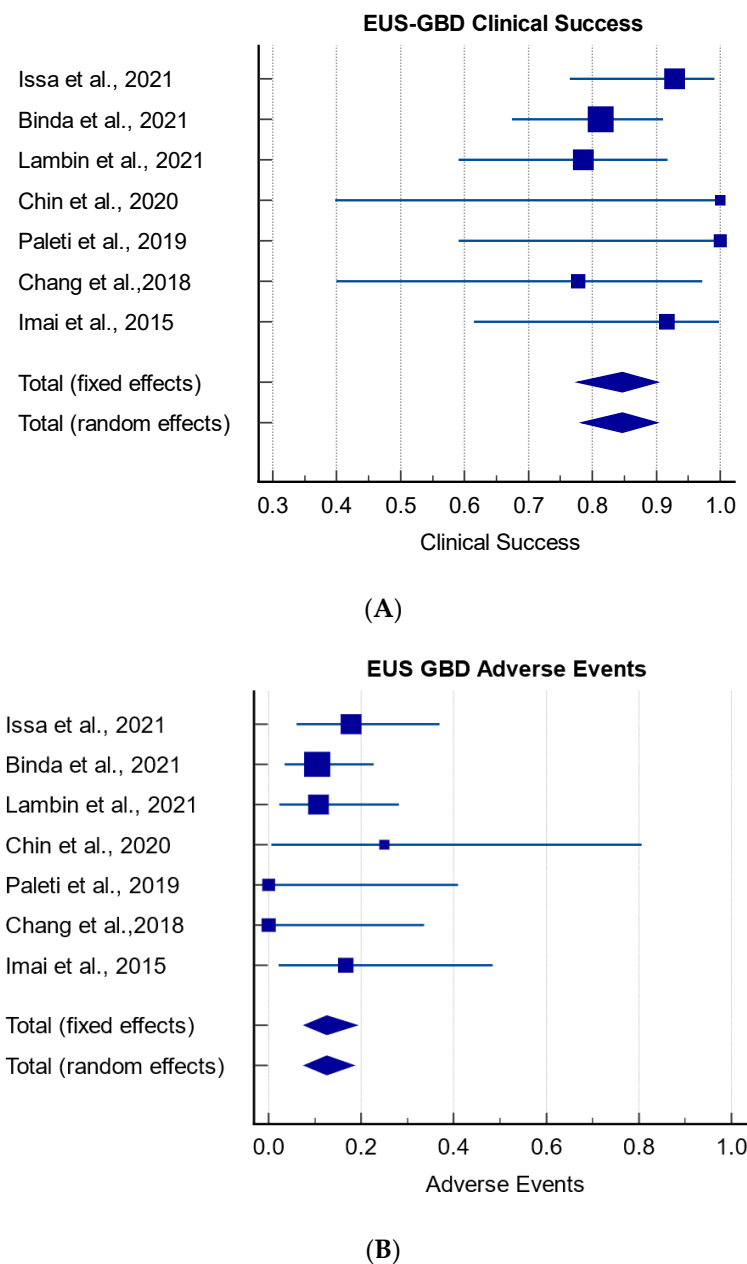 EUS-GBD Clinical Success
Issa et al., 2021
Binda et al., 2021
Lambin et al., 2021
Chin et al., 2020
Paleti et al., 2019
Chang et al.,2018
Imai et al., 2015
Total (fixed effects)
Total (random effects)
0.3 0.4 0.5 0.6 0.7 0.8 0.9 1.0
Clinical Success
(A)
EUS GBD Adverse Events
Issa et al., 2021
Binda et al., 2021
Lambin et al., 2021
Chin et al., 2020
Paleti et al., 2019
Chang et al.,2018
Imai et al., 2015
Total (fixed effects)
Total (random effects)
0.0 0.2 0.4 0.6 0.8 1.0
Adverse Events
(B)